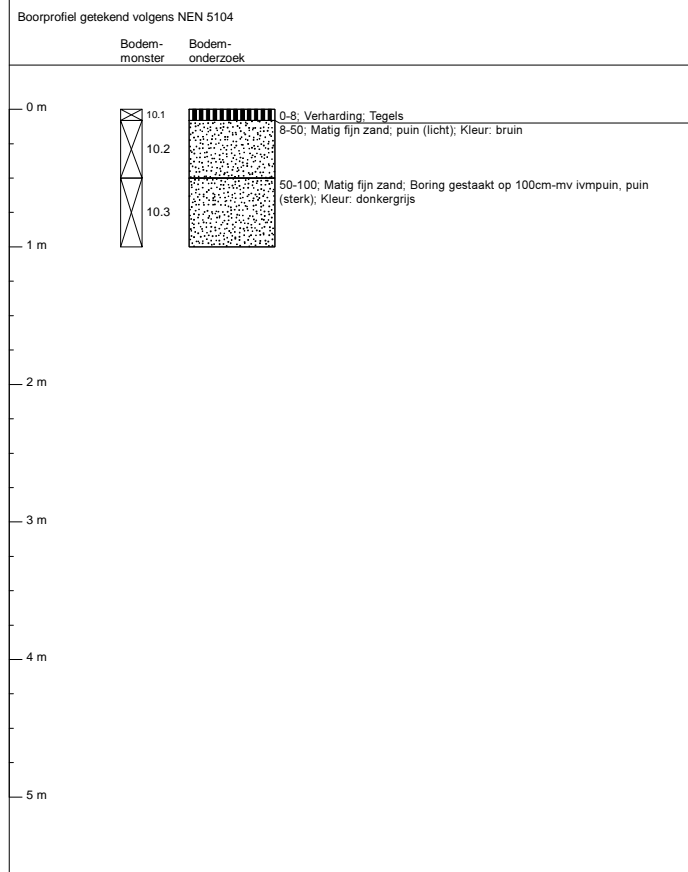 Boorprofiel getekend volgens NEN 5104
Bodem- Bodem-
monster onderzoek
0 m
10.1
0-8; Verharding; Tegels
8-50; Matig fijn zand; puin (licht); Kleur: bruin
10.2
50-100; Matig fijn zand; Boring gestaakt op 100cm-mv ivmpuin, puin
(sterk); Kleur: donkergrijs
10.3
1 m
2 m
3 m
4 m
5 m